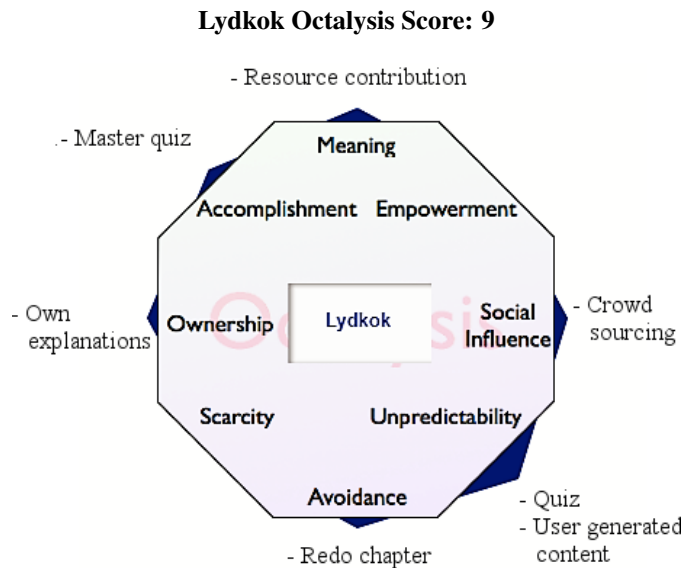 Lydkok Octalysis Score: 9
- Resource contribution
.- Master quiz
Meaning
Accomplishment Empowerment
- Own
explanations
Ownership
Octalysis
Lydkok
Social
Influence
- Crowd
sourcing
Scarcity
Unpredictability
Avoidance
- Quiz
- User generated
content
- Redo chapter